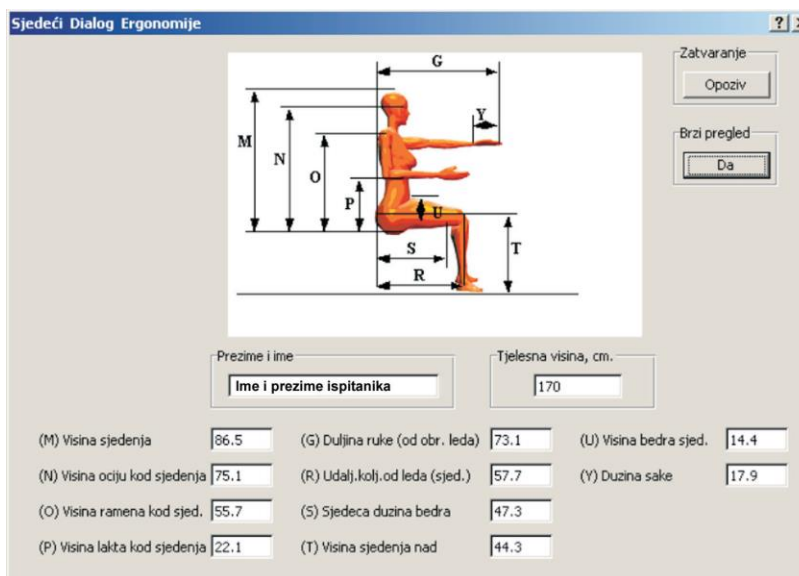 Sjedeći Dialog Ergonomije
Zatvaranje
Opoziv
Brzi pregled
Da
G
Y
M
N
O
P
U
S
T
R
Prezime i ime
Ime i prezime ispitanika
Tjelesna visina, cm.
170
(M) Visina sjedenja 86.5 (G) Duljina ruke (od obr. leda) 73.1 (U) Visina bedra sjed. 14.4
(N) Visina ociju kod sjedenja 75.1 (R) Udalj.kolj.od leda (sjed.) 57.7 (Y) Duzina sake 17.9
(O) Visina ramena kod sjed. 55.7 (S) Sjedeca duzina bedra 47.3
(P) Visina lakta kod sjedenja 22.1 (T) Visina sjedenja nad 44.3